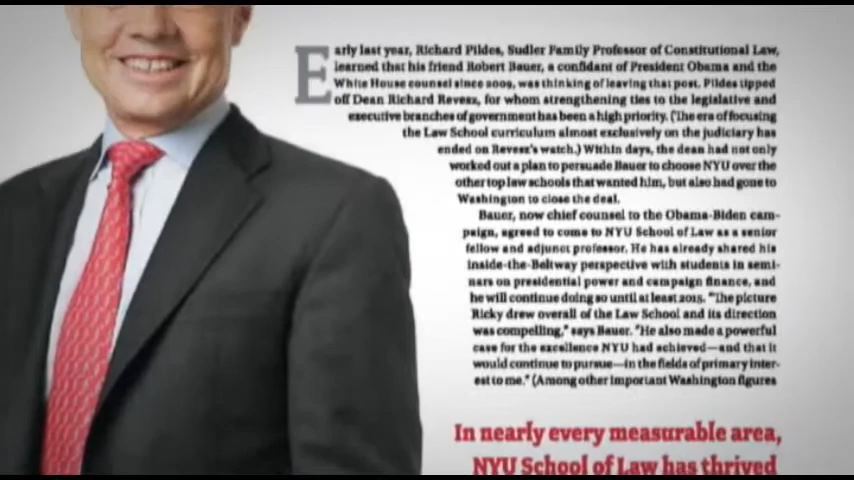 Early last year, Richard Pildes, Sudler Family Professor of Constitutional Law,
learned that his friend Robert Bauer, a confidant of President Obama and the
White House counsel since 2009, was thinking of leaving that post. Pildes tipped
off Dean Richard Revesz, for whom strengthening ties to the legislative and
executive branches of government has been a high priority. (The era of focusing
the Law School curriculum almost exclusively on the judiciary has
ended on Revesz's watch.) Within days, the dean had not only
worked out a plan to persuade Bauer to choose NYU over the
other top law schools that wanted him, but also had gone to
Washington to close the deal.
Bauer, now chief counsel to the Obama-Biden cam-
paign, agreed to come to NYU School of Law as a senior
fellow and adjunct professor. He has already shared his
inside-the-Beltway perspective with students in semi-
nars on presidential power and campaign finance, and
he will continue doing so until at least 2015. "The picture
Ricky drew overall of the Law School and its direction
was compelling," says Bauer. "He also made a powerful
case for the excellence NYU had achieved—and that it
would continue to pursue—in the fields of primary inter-
est to me." (Among other important Washington figures
In nearly every measurable area,
NYU School of Law has thrived